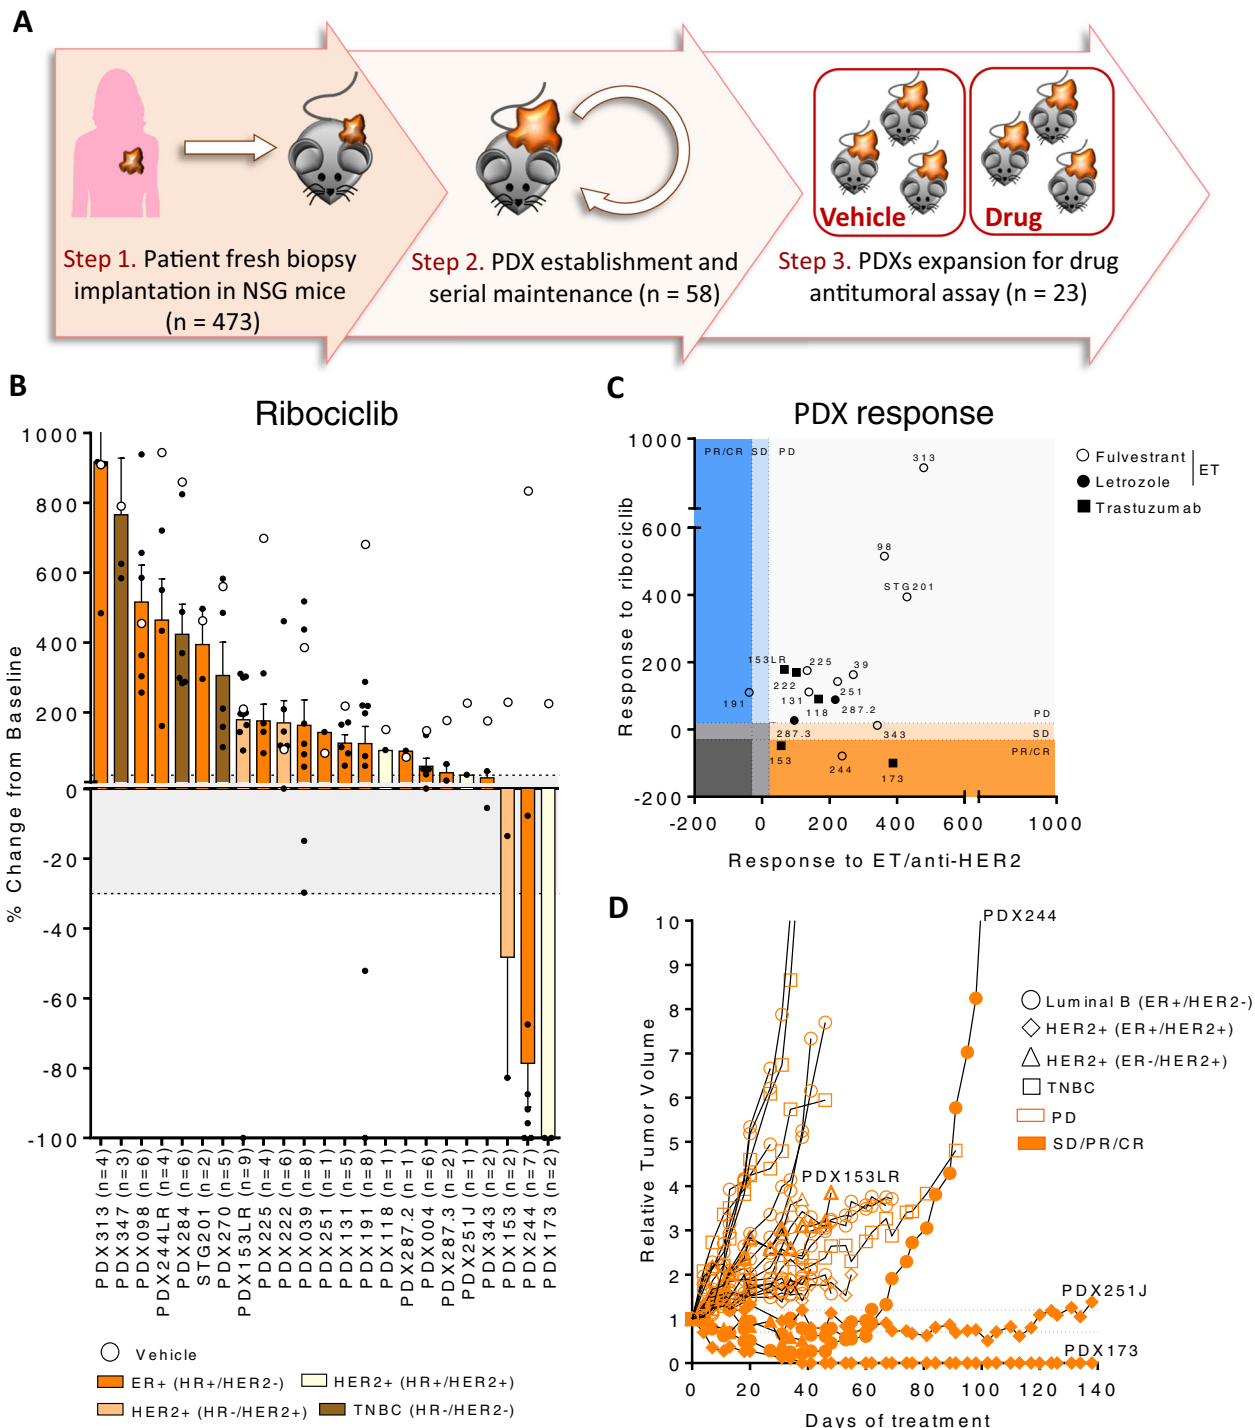 A
Vehicle
Drug
Step 1. Patient fresh biopsy
implantation in NSG mice
(n = 473)
Step 2. PDX establishment and
serial maintenance (n = 58)
Step 3. PDXs expansion for drug
antitumoral assay (n = 23)
B
Ribociclib
% Change from Baseline
1000
800
600
400
200
0
-20
-40
-60
-80
-100
PDX313 (n=4)
PDX347 (n=3)
PDX098 (n=6)
PDX244LR (n=4)
PDX284 (n=6)
STG201 (n=2)
PDX270 (n=5)
PDX153LR (n=9)
PDX225 (n=4)
PDX222 (n=6)
PDX039 (n=8)
PDX251 (n=1)
PDX131 (n=5)
PDX191 (n=8)
PDX118 (n=1)
PDX287.2 (n=1)
PDX004 (n=6)
PDX287.3 (n=2)
PDX251J (n=1)
PDX343 (n=2)
PDX153 (n=2)
PDX244 (n=7)
PDX173 (n=2)
Vehicle
ER+ (HR+/HER2-)
HER2+ (HR+/HER2+)
HER2+ (HR-/HER2+)
TNBC (HR-/HER2-)
C
PDX response
Response to ribociclib
1000
600
400
200
0
-200
PR/CR
SD
PD
313
98
STG201
153LR
225
39
222
131
251
191
118
287.2
287.3
343
153
244
173
PD
SD
PR/CR
-200
0
200
400
600
1000
Response to ET/anti-HER2
Fulvestrant
Letrozole
ET
Trastuzumab
D
Relative Tumor Volume
10
9
8
7
6
5
4
3
2
1
0
PDX244
PDX153LR
PDX251J
PDX173
Luminal B (ER+/HER2-)
HER2+ (ER+/HER2+)
HER2+ (ER-/HER2+)
TNBC
PD
SD/PR/CR
0
20
40
60
80
100
120
140
Days of treatment